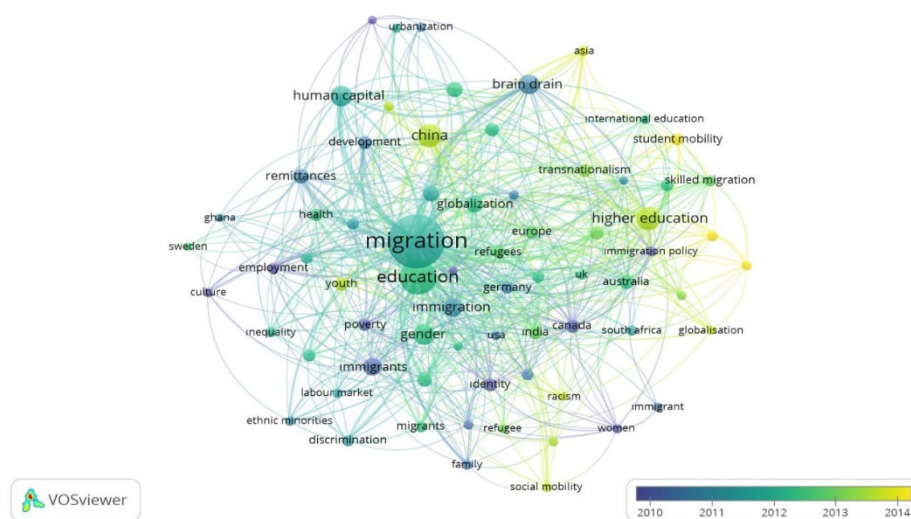 urbanization
asia
brain drain
human capital
international education
china
student mobility
development
transnationalism
skilled migration
remittances
globalization
health
ghana
higher education
europe
migration
sweden
refugees
immigration policy
employment
education
uk
youth
germany
australia
culture
immigration
inequality
poverty
gender
usa
india
canada
south africa
globalisation
immigrants
identity
labour market
racism
ethnic minorities
migrants
refugee
women
immigrant
discrimination
family
social mobility
VOSviewer
2010 2011 2012 2013 2014